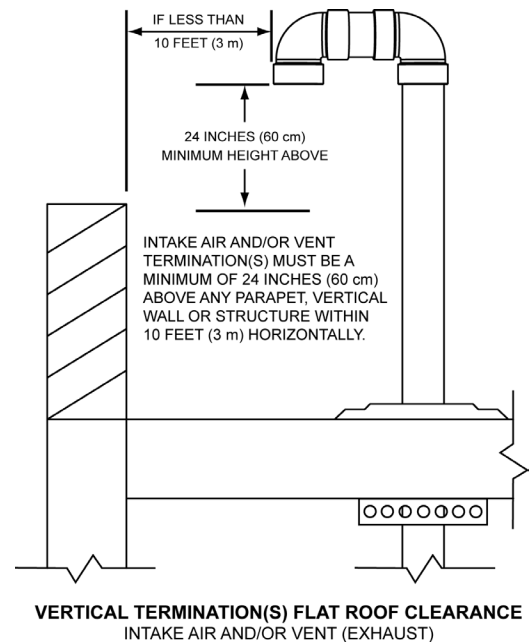 IF LESS THAN
10 FEET (3 m)
24 INCHES (60 cm)
MINIMUM HEIGHT ABOVE
INTAKE AIR AND/OR VENT
TERMINATION(S) MUST BE A
MINIMUM OF 24 INCHES (60 cm)
ABOVE ANY PARAPET, VERTICAL
WALL OR STRUCTURE WITHIN
10 FEET (3 m) HORIZONTALLY.
VERTICAL TERMINATION(S) FLAT ROOF CLEARANCE
INTAKE AIR AND/OR VENT (EXHAUST)